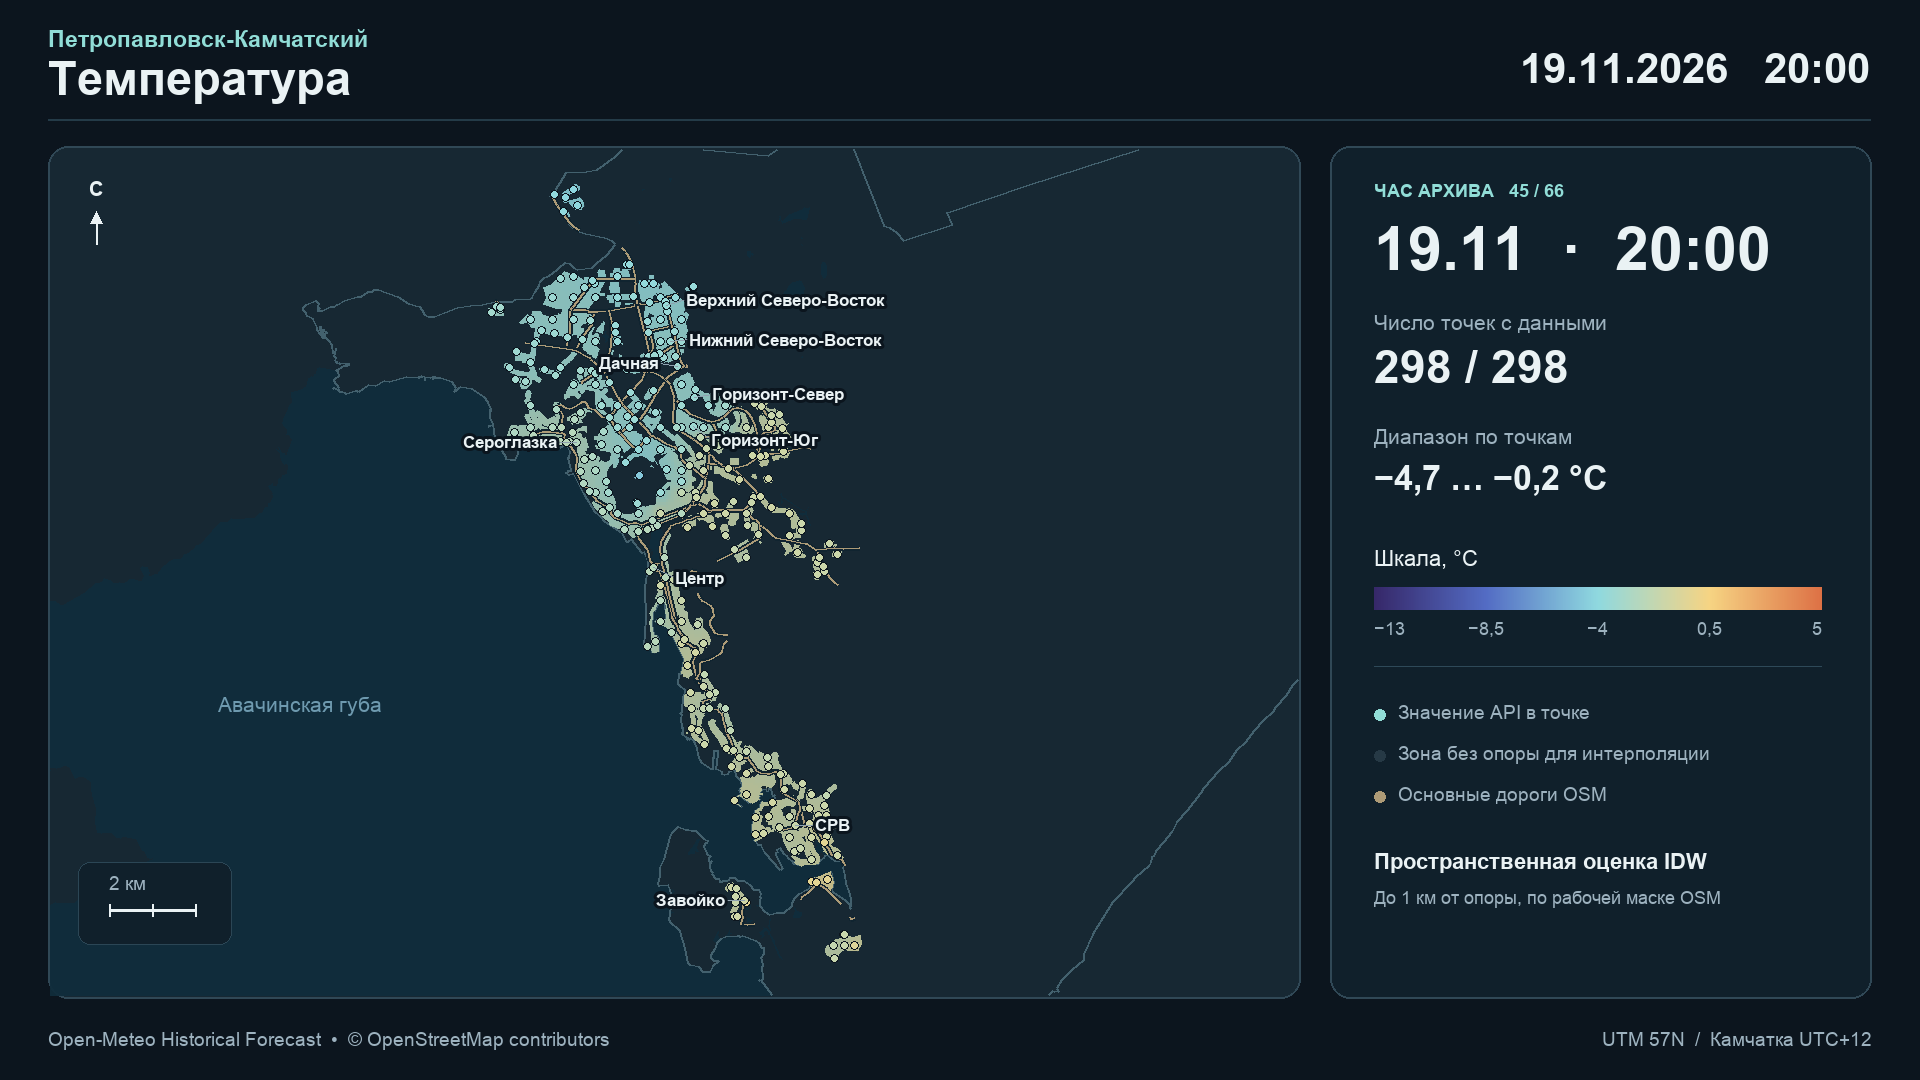 Петропавловск-Камчатский
Температура
19.11.2026 20:00
С
Верхний Северо-Восток
Нижний Северо-Восток
Дачная
Горизонт-Север
Сероглазка
Горизонт-Юг
Центр
Авачинская губа
СРВ
Завойко
2 км
ЧАС АРХИВА 45 / 66
19.11 · 20:00
Число точек с данными
298 / 298
Диапазон по точкам
−4,7 … −0,2 °C
Шкала, °C
−13 −8,5 −4 0,5 5
Значение API в точке
Зона без опоры для интерполяции
Основные дороги OSM
Пространственная оценка IDW
До 1 км от опоры, по рабочей маске OSM
Open-Meteo Historical Forecast • © OpenStreetMap contributors
UTM 57N / Камчатка UTC+12